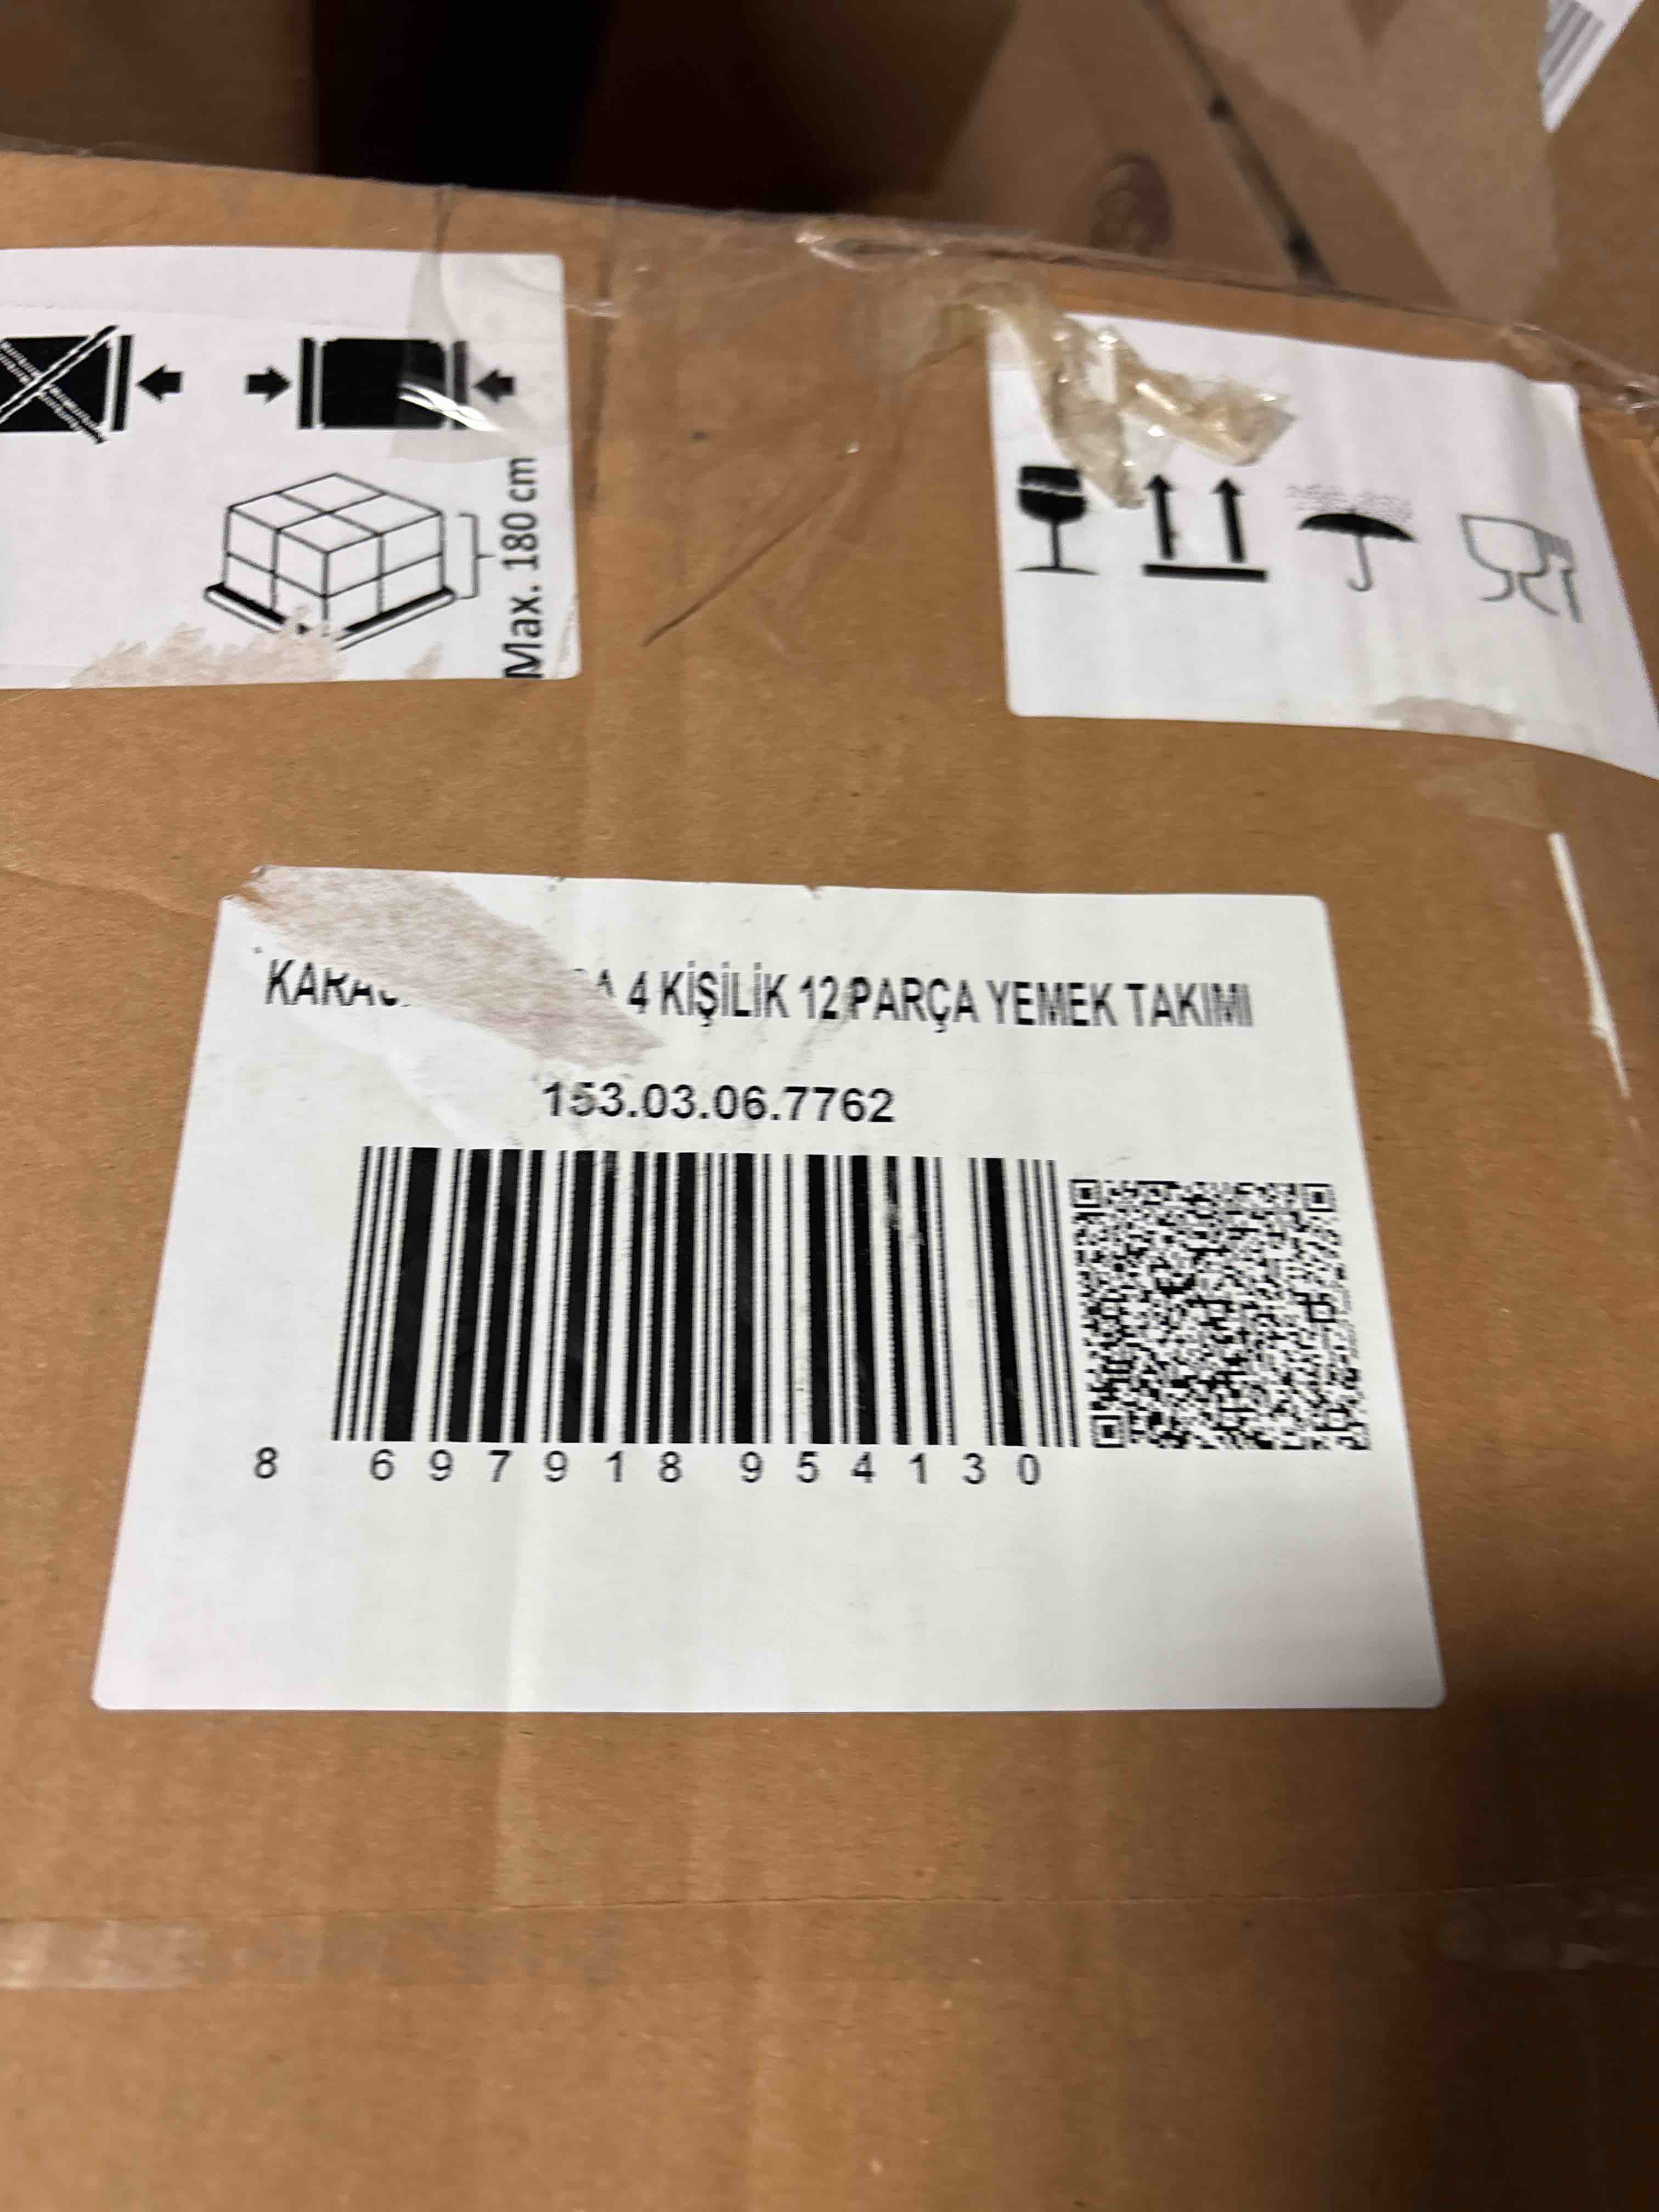 Max. 180 cm
4 KİŞİLİK 12 PARÇA YEMEK TAKIMI
153.03.06.7762
8 697918 954130